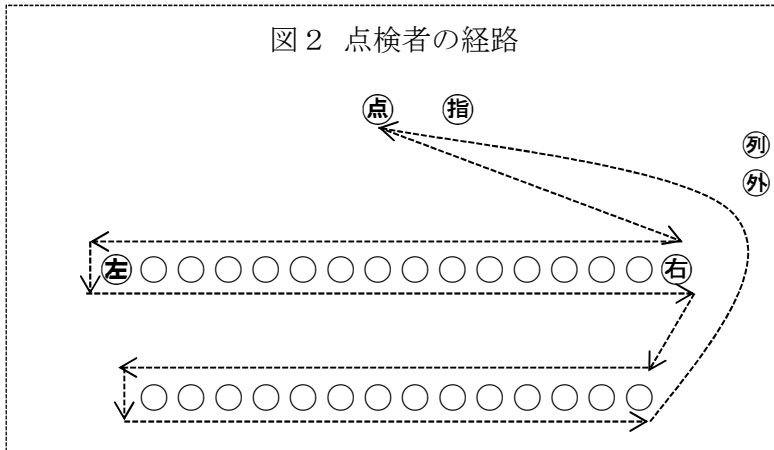 図２ 点検者の経路
点 指
列
外
左 右